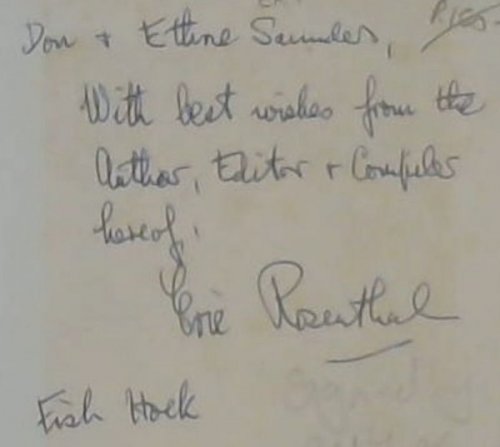 Don + Ethne Saunders,
With best wishes from the
Author, Editor + Compiler
hereof,
Eric Rosenthal
Fish Hoek